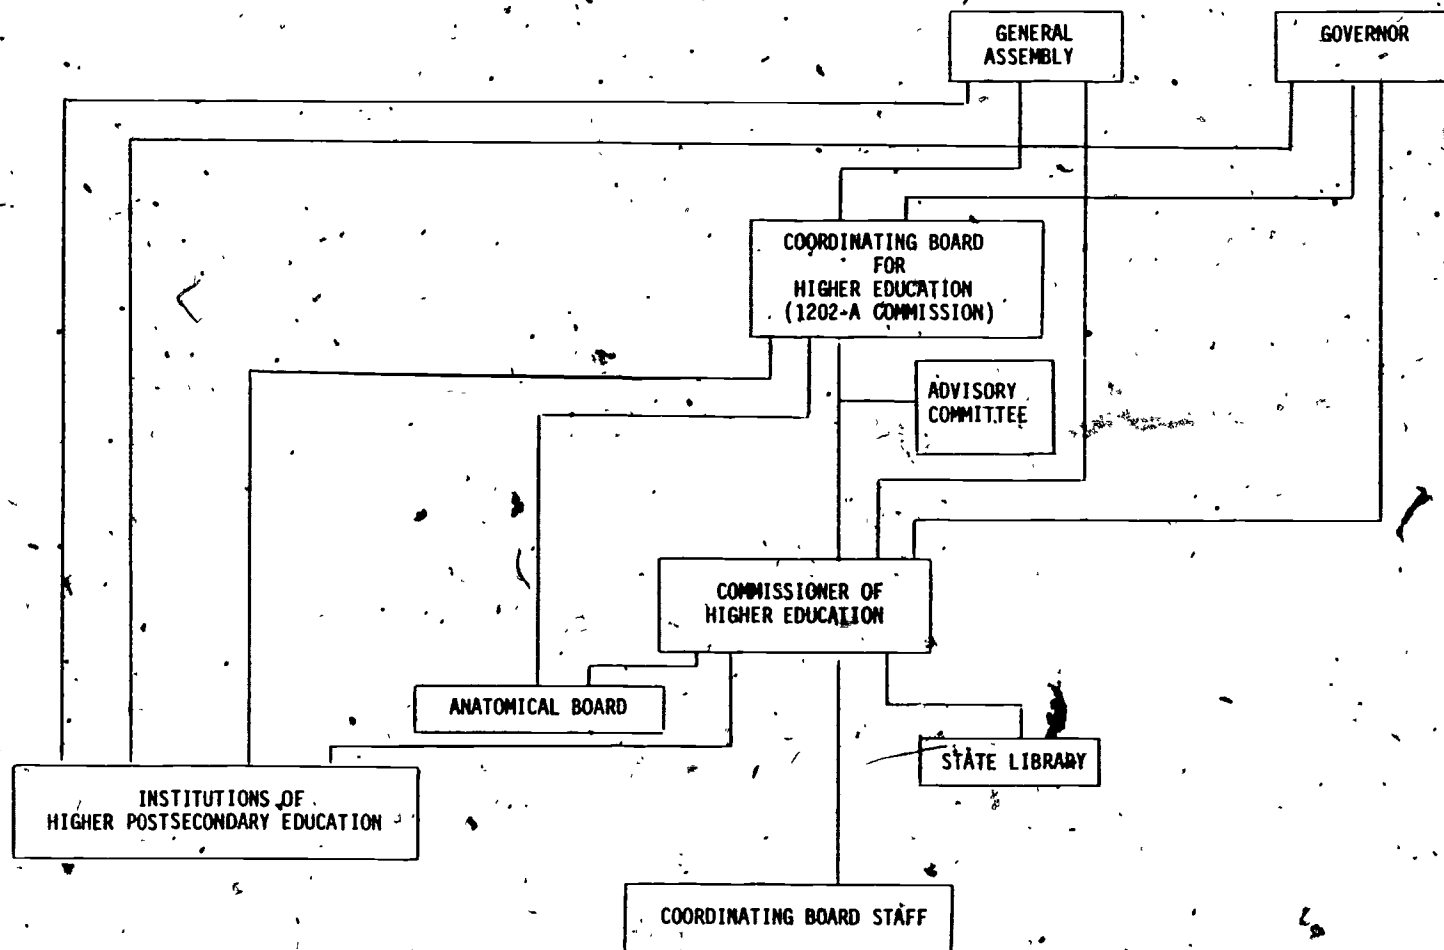 GENERAL
ASSEMBLY
GOVERNOR
COORDINATING BOARD
FOR
HIGHER EDUCATION
(1202-A COMMISSION)
ADVISORY
COMMITTEE
COMMISSIONER OF
HIGHER EDUCATION
ANATOMICAL BOARD
STATE LIBRARY
INSTITUTIONS OF
HIGHER POSTSECONDARY EDUCATION
COORDINATING BOARD STAFF